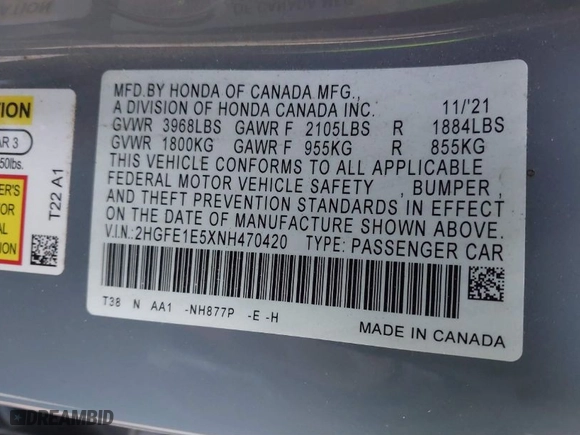 MFD.BY HONDA OF CANADA MFG.,
A DIVISION OF HONDA CANADA INC. 11/'21
GVWR 3968LBS GAWR F 2105LBS R 1884LBS
GVWR 1800KG GAWR F 955KG R 855KG
THIS VEHICLE CONFORMS TO ALL APPLICABLE
FEDERAL MOTOR VEHICLE SAFETY , BUMPER ,
AND THEFT PREVENTION STANDARDS IN EFFECT
ON THE DATE OF MANUFACTURE SHOWN ABOVE.
V.I.N.:2HGFE1E5XNH470420 TYPE: PASSENGER CAR
T38 N AA1 -NH877P -E -H
MADE IN CANADA
T22 A1
DREAMBID